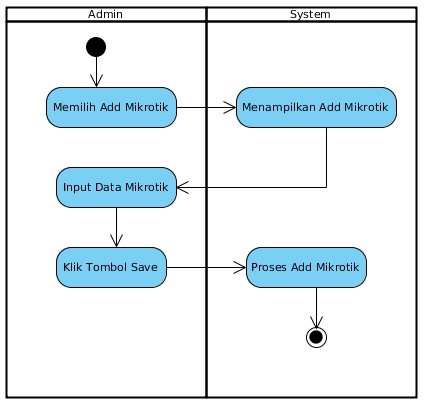 Admin
System
Memilih Add Mikrotik
Menampilkan Add Mikrotik
Input Data Mikrotik
Klik Tombol Save
Proses Add Mikrotik